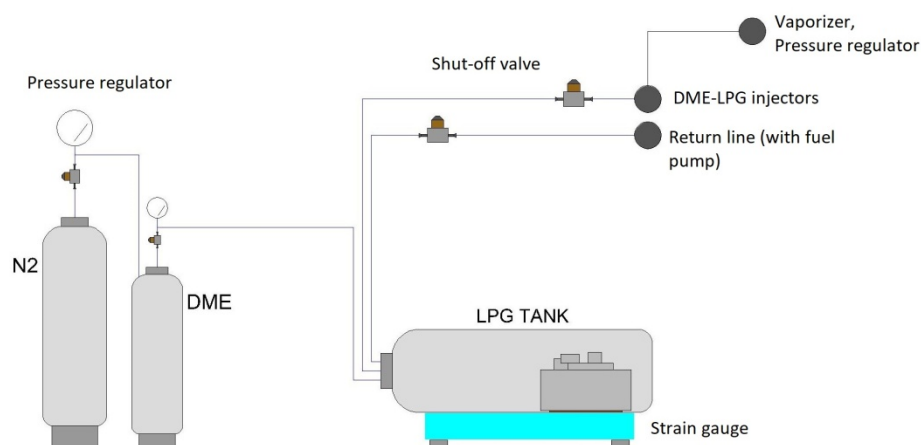 Vaporizer,
Pressure regulator
Shut-off valve
Pressure regulator
DME-LPG injectors
Return line (with fuel
pump)
N2
DME
LPG TANK
Strain gauge